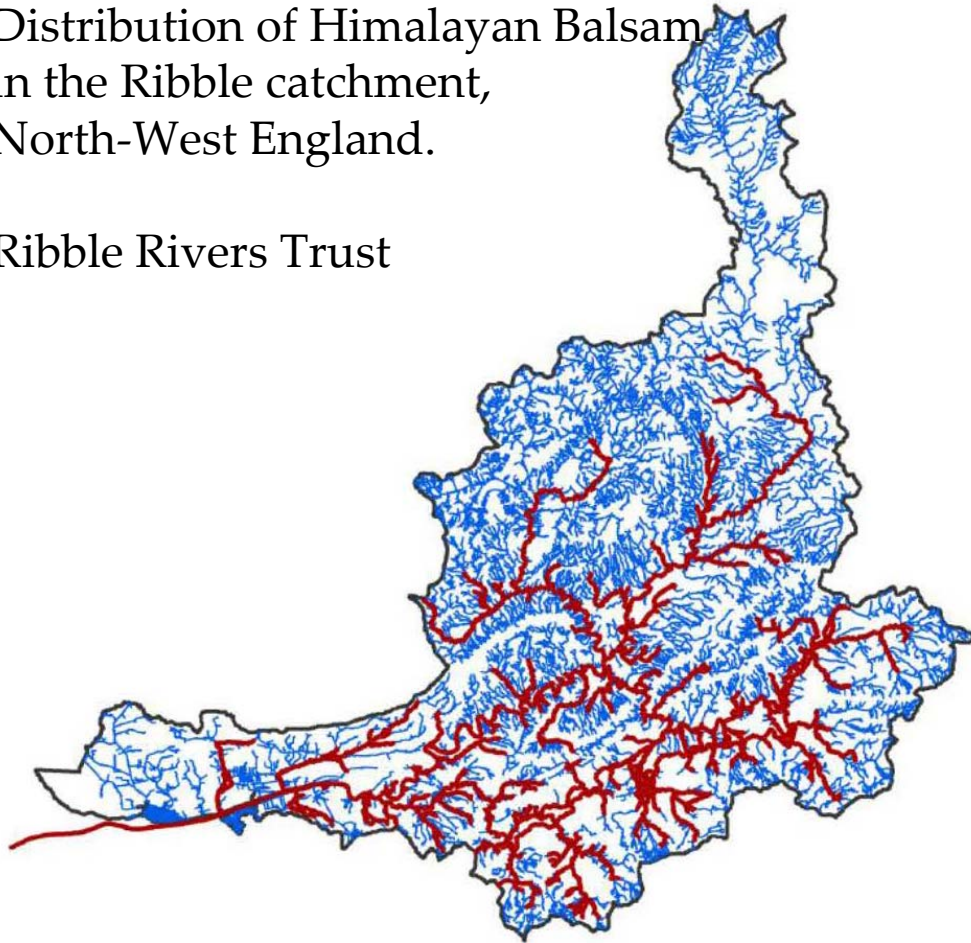 Distribution of Himalayan Balsam
in the Ribble catchment,
North-West England.
Ribble Rivers Trust